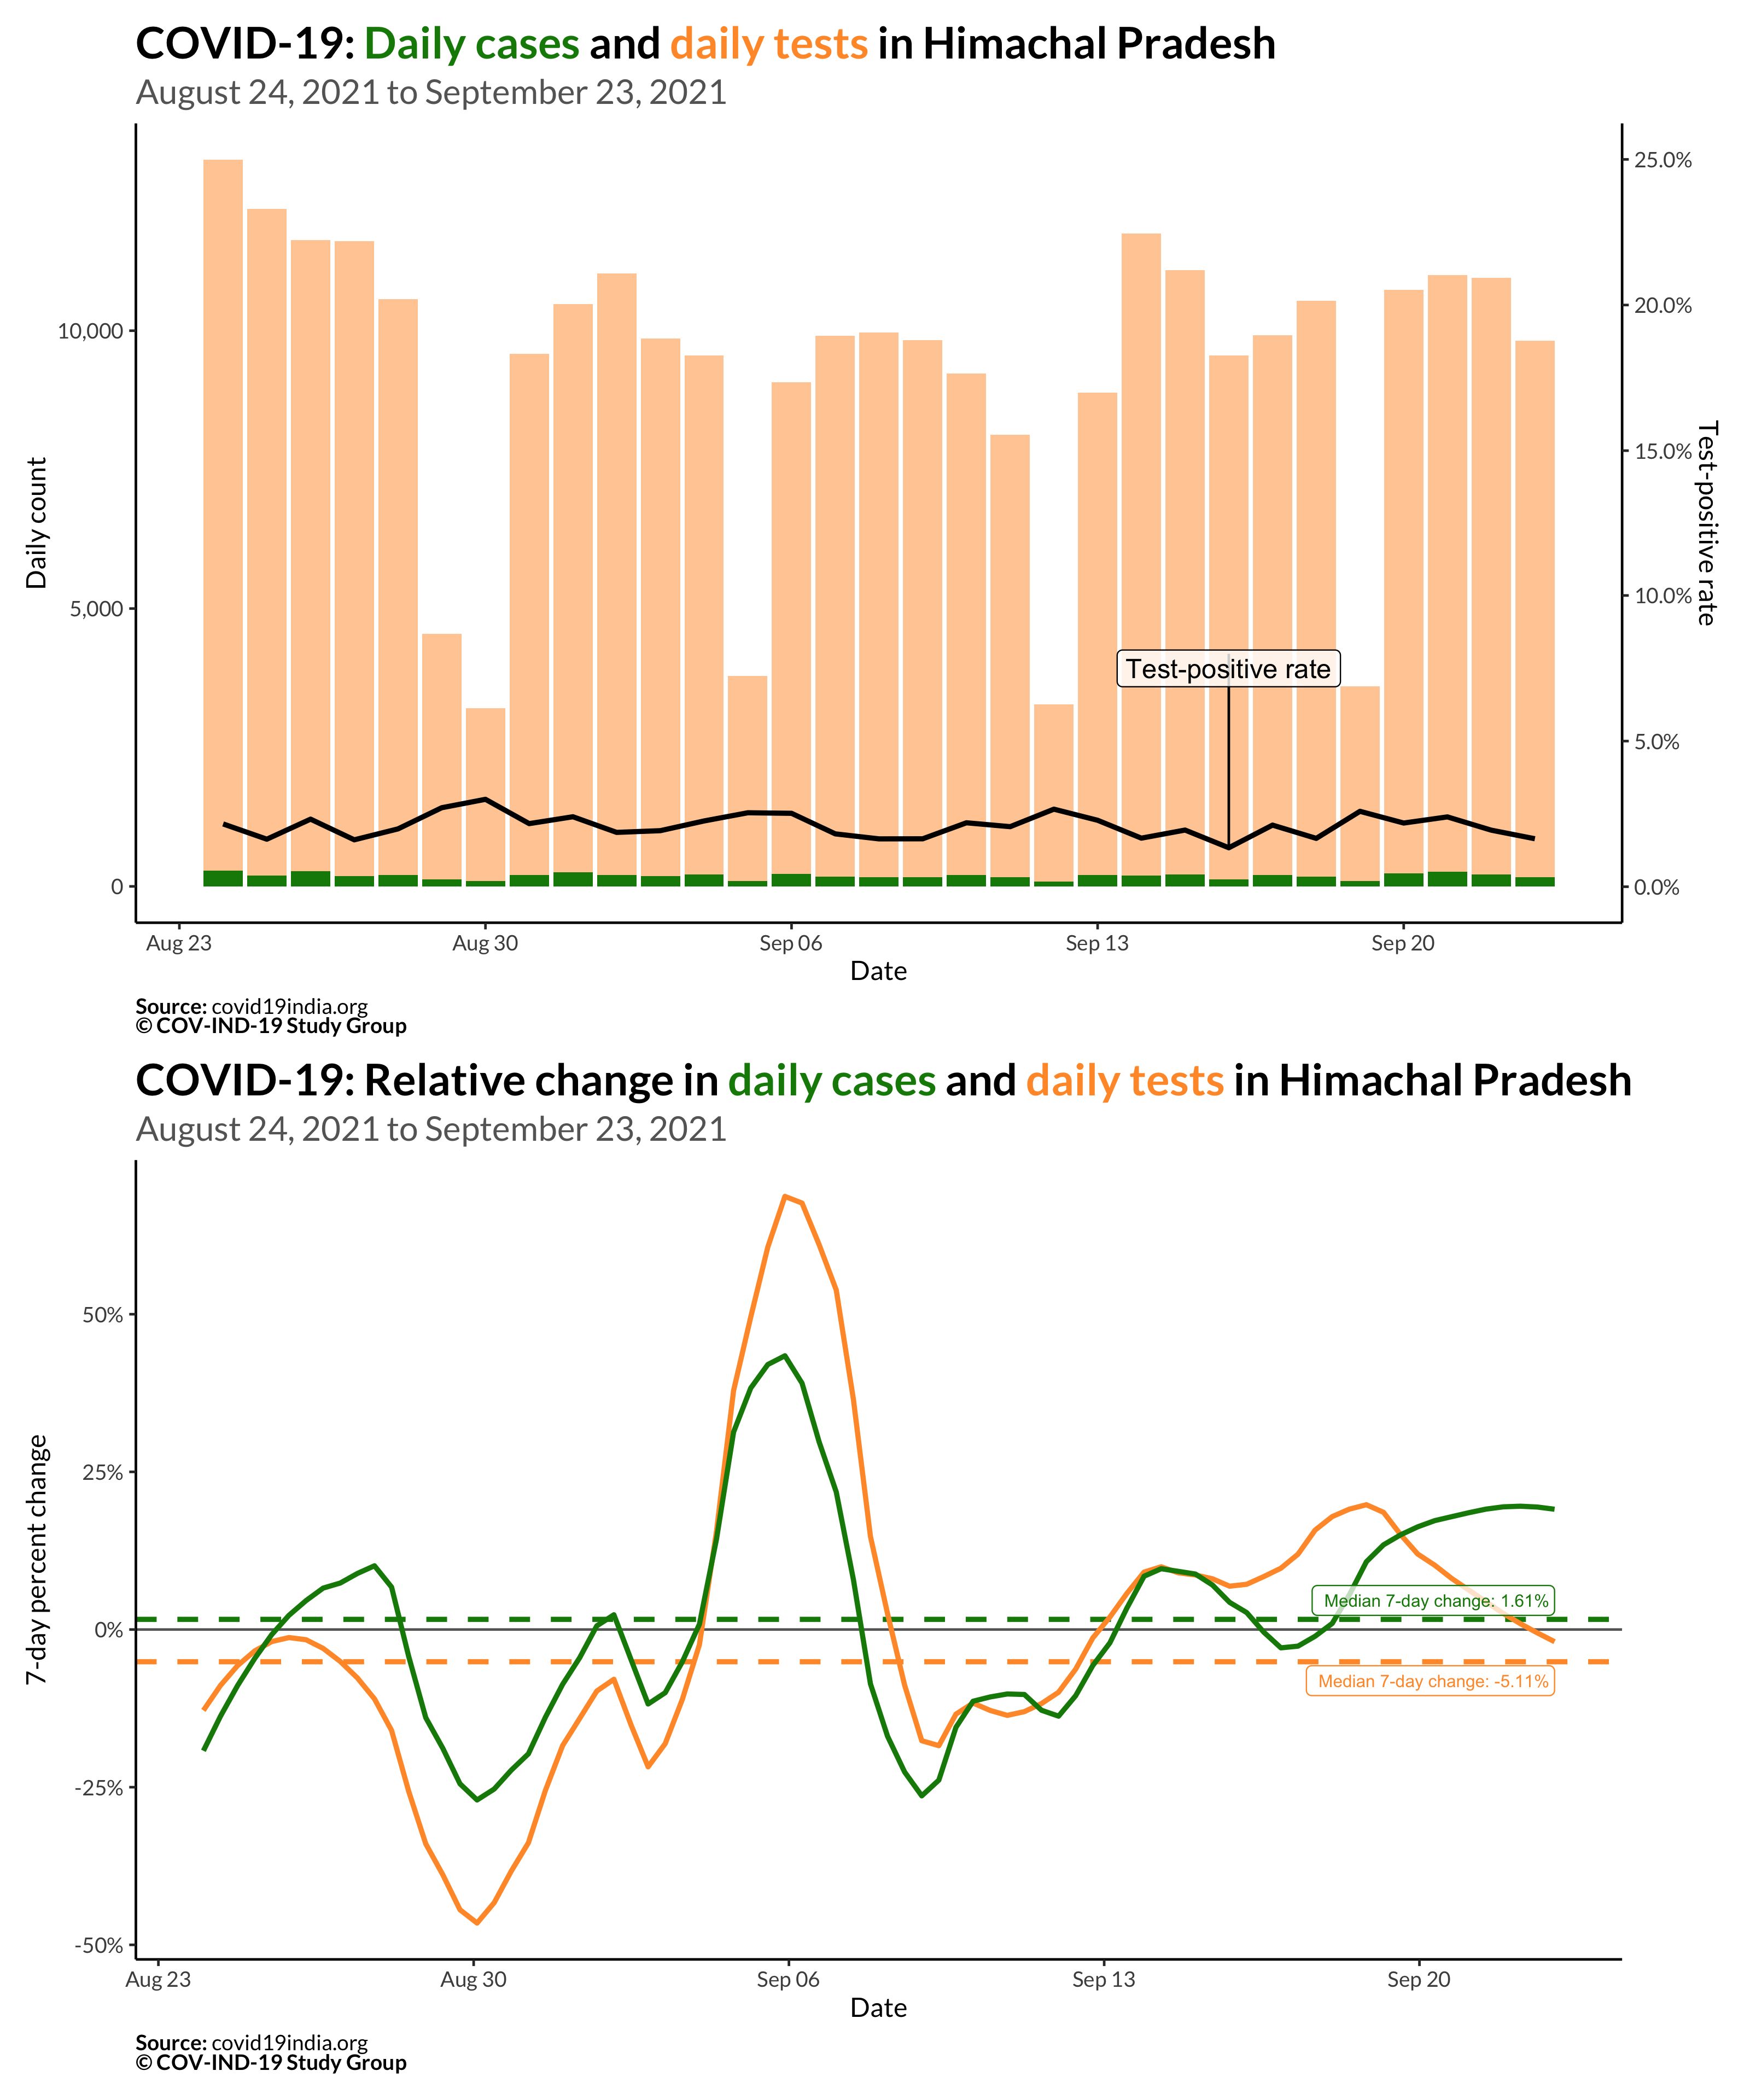 COVID-19: Daily cases and daily tests in Himachal Pradesh
August 24, 2021 to September 23, 2021
25.0%
20.0%
10,000
15.0%
Daily count
Test-positive rate
5,000
10.0%
Test-positive rate
5.0%
0
0.0%
Aug 23 Aug 30 Sep 06 Sep 13 Sep 20
Date
Source: covid19india.org
© COV-IND-19 Study Group
COVID-19: Relative change in daily cases and daily tests in Himachal Pradesh
August 24, 2021 to September 23, 2021
50%
25%
7-day percent change
Median 7-day change: 1.61%
0%
Median 7-day change: -5.11%
-25%
-50%
Aug 23 Aug 30 Sep 06 Sep 13 Sep 20
Date
Source: covid19india.org
© COV-IND-19 Study Group